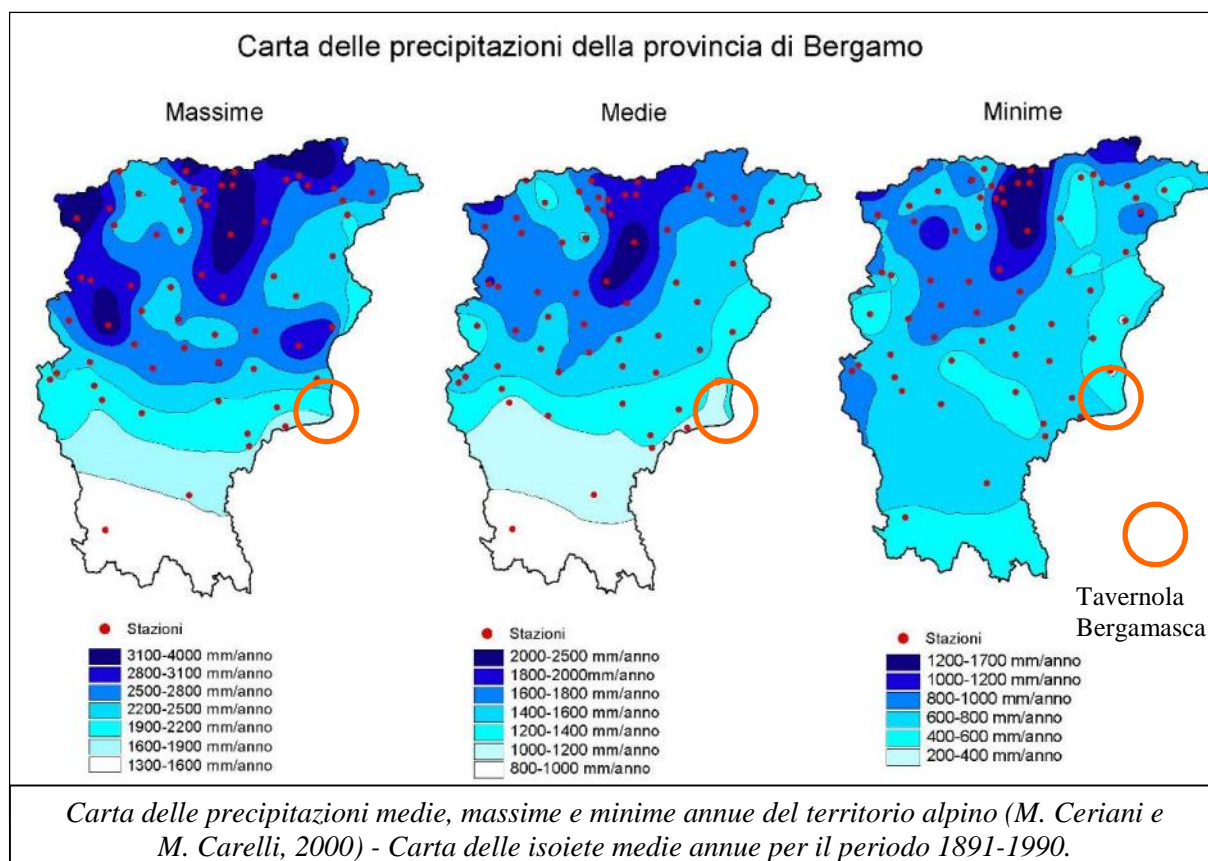 Carta delle precipitazioni della provincia di Bergamo
Massime
Medie
Minime
Stazioni
3100-4000 mm/anno
2800-3100 mm/anno
2500-2800 mm/anno
2200-2500 mm/anno
1900-2200 mm/anno
1600-1900 mm/anno
1300-1600 mm/anno
Stazioni
2000-2500 mm/anno
1800-2000mm/anno
1600-1800 mm/anno
1400-1600 mm/anno
1200-1400 mm/anno
1000-1200 mm/anno
800-1000 mm/anno
Stazioni
1200-1700 mm/anno
1000-1200 mm/anno
800-1000 mm/anno
600-800 mm/anno
400-600 mm/anno
200-400 mm/anno
Tavernola
Bergamasca
Carta delle precipitazioni medie, massime e minime annue del territorio alpino (M. Ceriani e
M. Carelli, 2000) - Carta delle isoiete medie annue per il periodo 1891-1990.